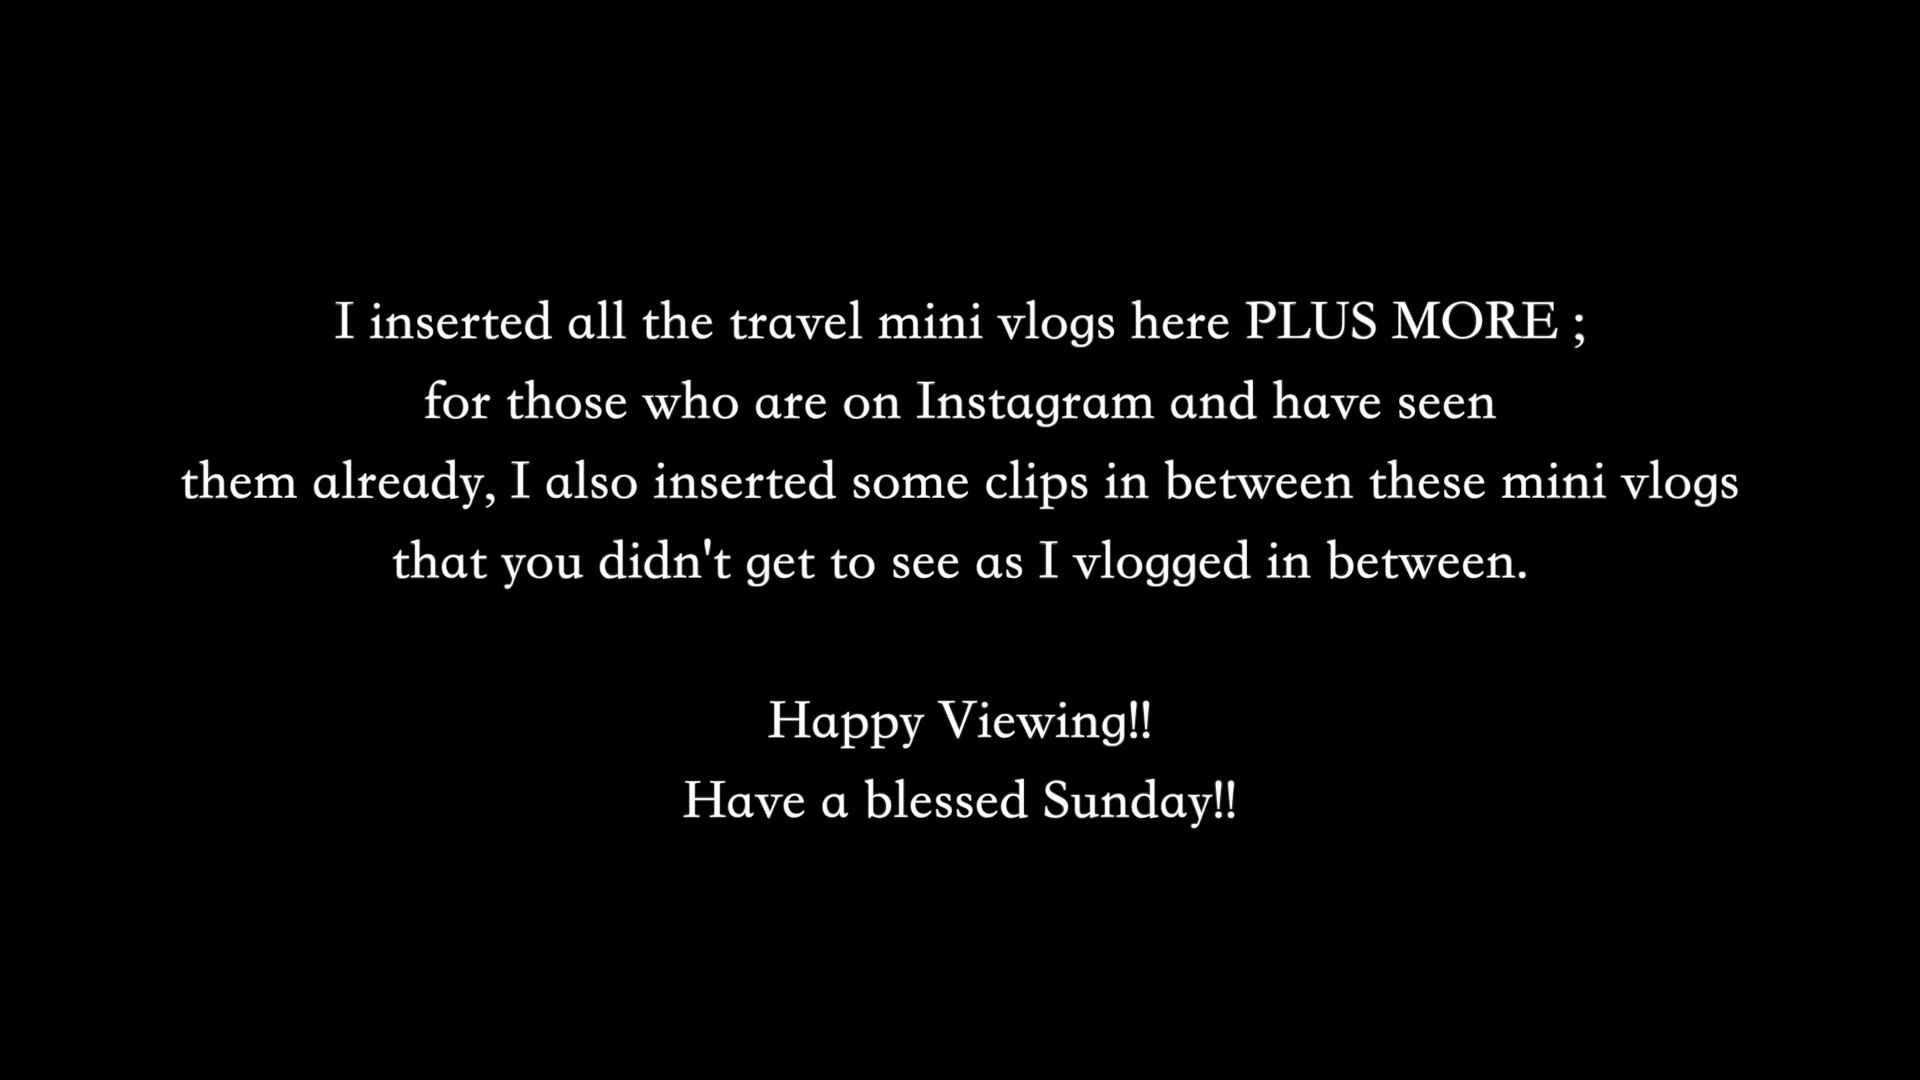 I inserted all the travel mini vlogs here PLUS MORE ;
for those who are on Instagram and have seen
them already, I also inserted some clips in between these mini vlogs
that you didn't get to see as I vlogged in between.
Happy Viewing!!
Have a blessed Sunday!!